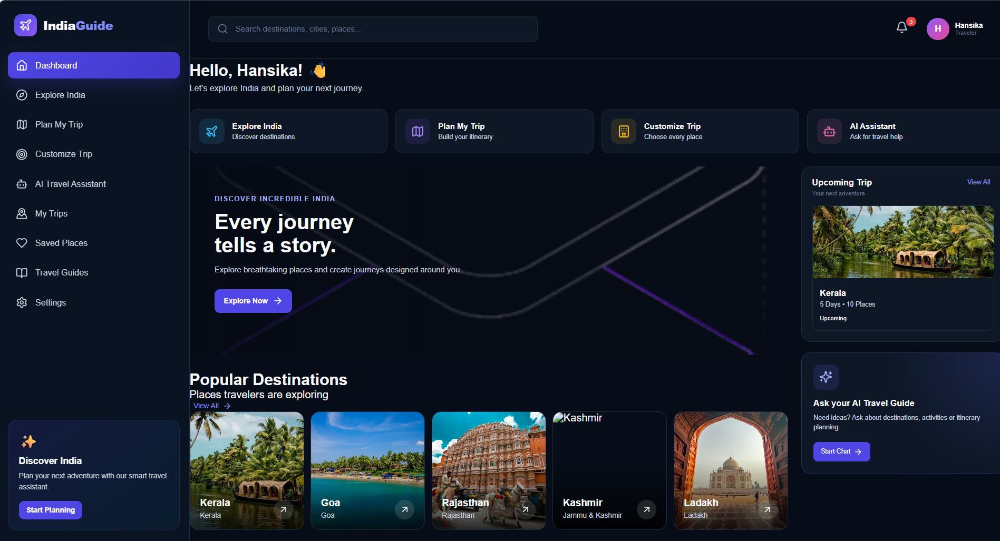 IndiaGuide
Search destinations, cities, places...
3
H
Hansika
Traveler
Dashboard
Explore India
Plan My Trip
Customize Trip
AI Travel Assistant
My Trips
Saved Places
Travel Guides
Settings
Discover India
Plan your next adventure with our smart travel
assistant.
Start Planning
Hello, Hansika! 👋
Let's explore India and plan your next journey.
Explore India
Discover destinations
Plan My Trip
Build your itinerary
Customize Trip
Choose every place
AI Assistant
Ask for travel help
DISCOVER INCREDIBLE INDIA
Every journey
tells a story.
Explore breathtaking places and create journeys designed around you.
Explore Now →
Upcoming Trip
View All
Your next adventure
Kerala
5 Days • 10 Places
Upcoming
Ask your AI Travel Guide
Need ideas? Ask about destinations, activities or itinerary
planning.
Start Chat →
Popular Destinations
Places travelers are exploring
View All →
Kerala
Kerala
Goa
Goa
Rajasthan
Rajasthan
Kashmir
Kashmir
Jammu & Kashmir
Ladakh
Ladakh